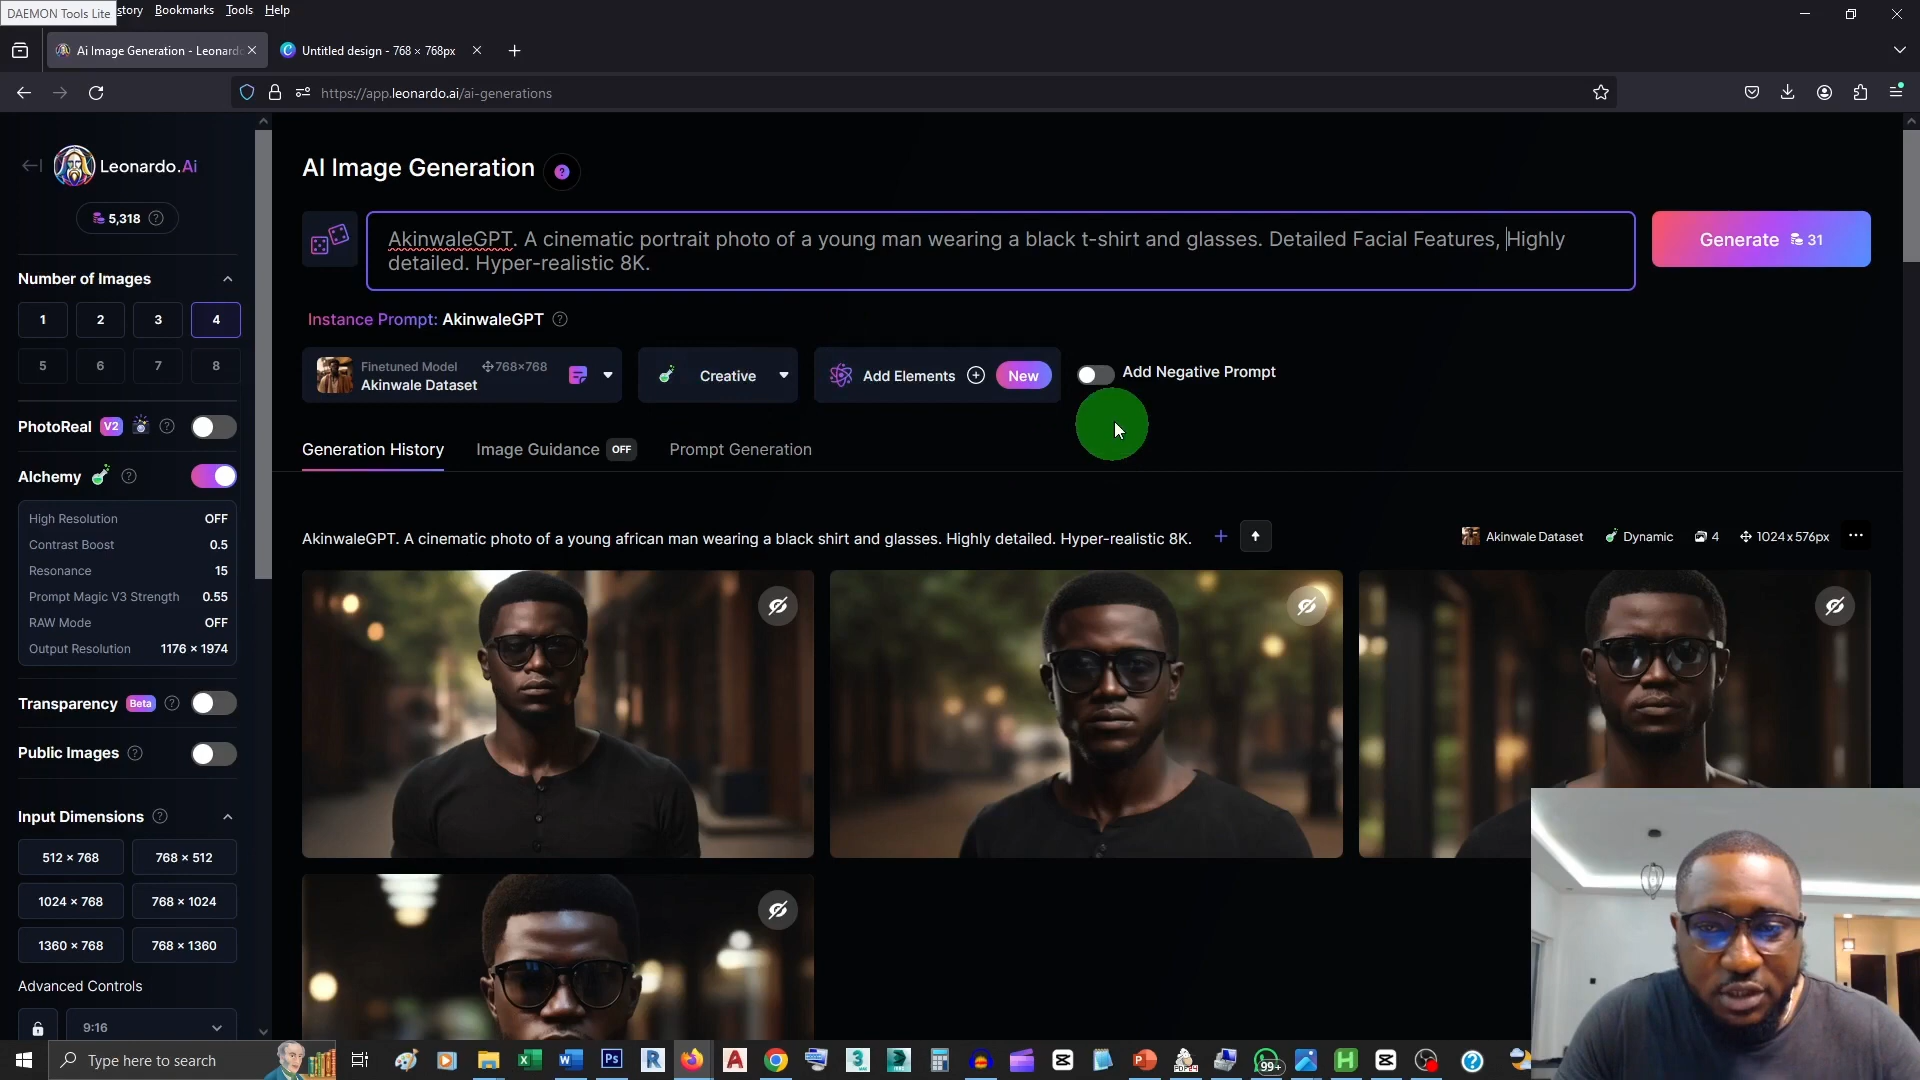 DAEMON Tools Lite
story Bookmarks Tools Help
Ai Image Generation - Leonardo
Untitled design - 768 × 768px
https://app.leonardo.ai/ai-generations
Leonardo.Ai
5,318
AI Image Generation
AkinwaleGPT. A cinematic portrait photo of a young man wearing a black t-shirt and glasses. Detailed Facial Features, Highly
detailed. Hyper-realistic 8K.
Generate 31
Instance Prompt: AkinwaleGPT
Finetuned Model 768×768
Akinwale Dataset
Creative
Add Elements New
Add Negative Prompt
Generation History Image Guidance OFF Prompt Generation
AkinwaleGPT. A cinematic photo of a young african man wearing a black shirt and glasses. Highly detailed. Hyper-realistic 8K.
Akinwale Dataset Dynamic 4 1024x576px
Number of Images
1 2 3 4
5 6 7 8
PhotoReal V2
Alchemy
High Resolution OFF
Contrast Boost 0.5
Resonance 15
Prompt Magic V3 Strength 0.55
RAW Mode OFF
Output Resolution 1176 × 1974
Transparency Beta
Public Images
Input Dimensions
512 × 768 768 × 512
1024 × 768 768 × 1024
1360 × 768 768 × 1360
Advanced Controls
9:16
Type here to search
99+